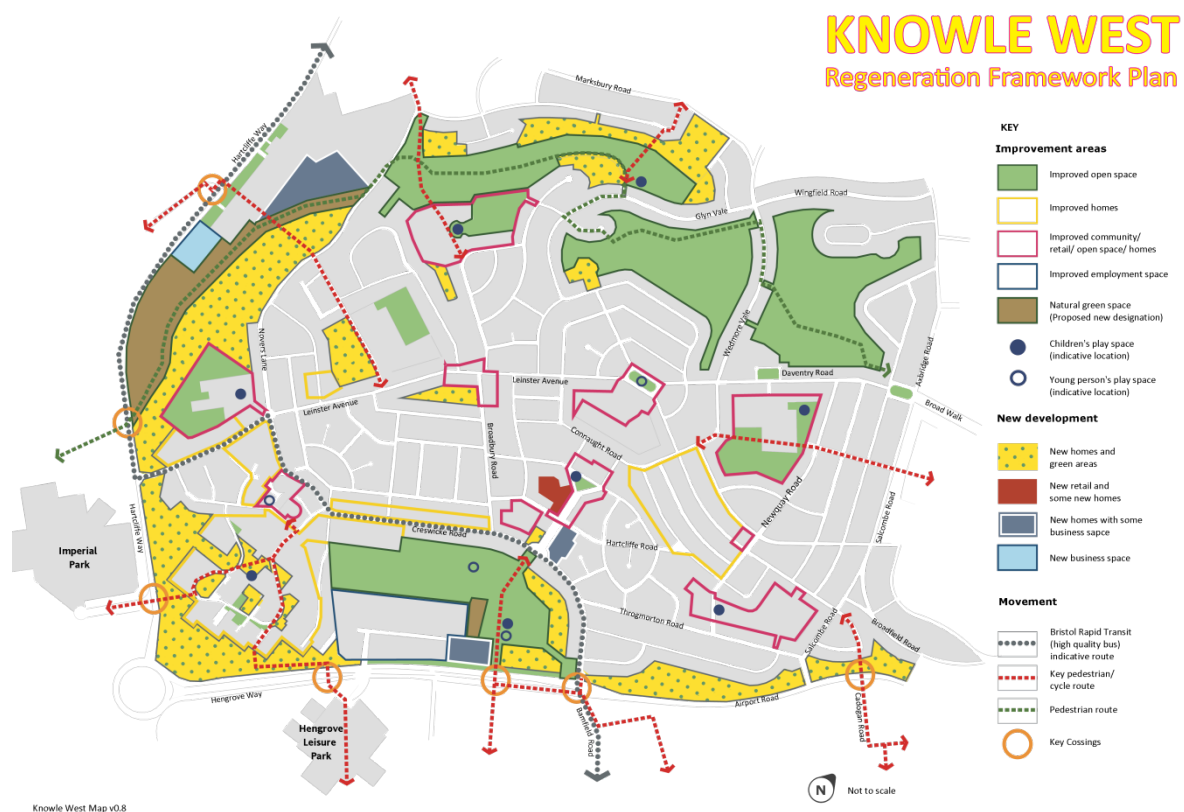 KNOWLE WEST
Regeneration Framework Plan
KEY
Improvement areas
Improved open space
Improved homes
Improved community/
retail/ open space/ homes
Improved employment space
Natural green space
(Proposed new designation)
Children's play space
(indicative location)
Young person's play space
(indicative location)
New development
New homes and
green areas
New retail and
some new homes
New homes with some
business sapce
New business space
Movement
Bristol Rapid Transit
(high quality bus)
indicative route
Key pedestrian/
cycle route
Pedestrian route
Key Cossings
Marksbury Road
Hartcliffe Way
Wingfield Road
Glyn Vale
Novers Lane
Wedmore Vale
Axbridge Road
Leinster Avenue
Daventry Road
Leinster Avenue
Broad Walk
Broadbury Road
Connaught Road
Newquay Road
Salcombe Road
Hartcliffe Way
Creswicke Road
Hartcliffe Road
Imperial
Park
Throgmorton Road
Salcombe Road
Broadfield Road
Hengrove Way
Airport Road
Bamfield Road
Cadogan Road
Hengrove
Leisure
Park
N
Not to scale
Knowle West Map v0.8